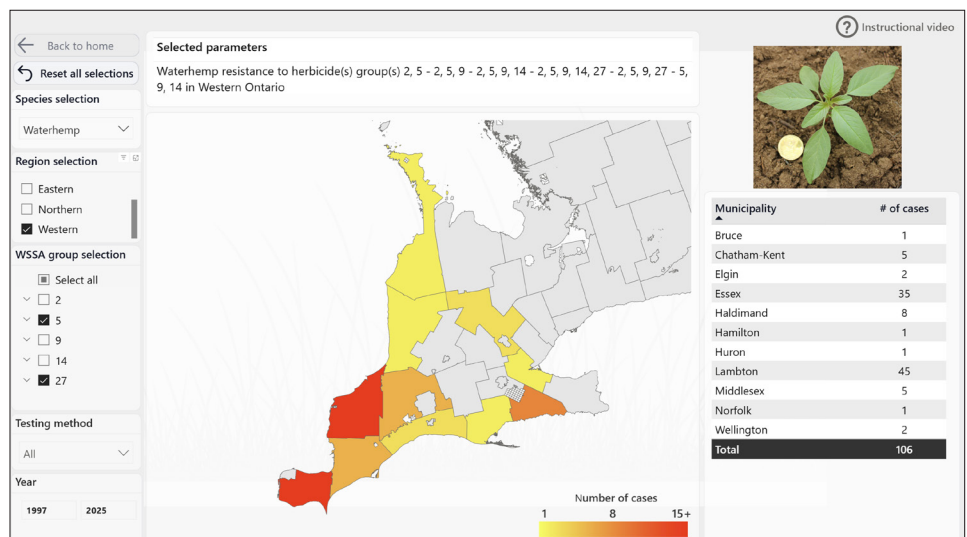 Instructional video
Back to home
Reset all selections
Species selection
Waterhemp
Region selection
Eastern
Northern
Western
WSSA group selection
Select all
2
5
9
14
27
Testing method
All
Year
1997 2025
Selected parameters
Waterhemp resistance to herbicide(s) group(s) 2, 5 - 2, 5, 9 - 2, 5, 9, 14 - 2, 5, 9, 14, 27 - 2, 5, 9, 27 - 5,
9, 14 in Western Ontario
Number of cases
1 8 15+
Municipality # of cases
Bruce 1
Chatham-Kent 5
Elgin 2
Essex 35
Haldimand 8
Hamilton 1
Huron 1
Lambton 45
Middlesex 5
Norfolk 1
Wellington 2
Total 106